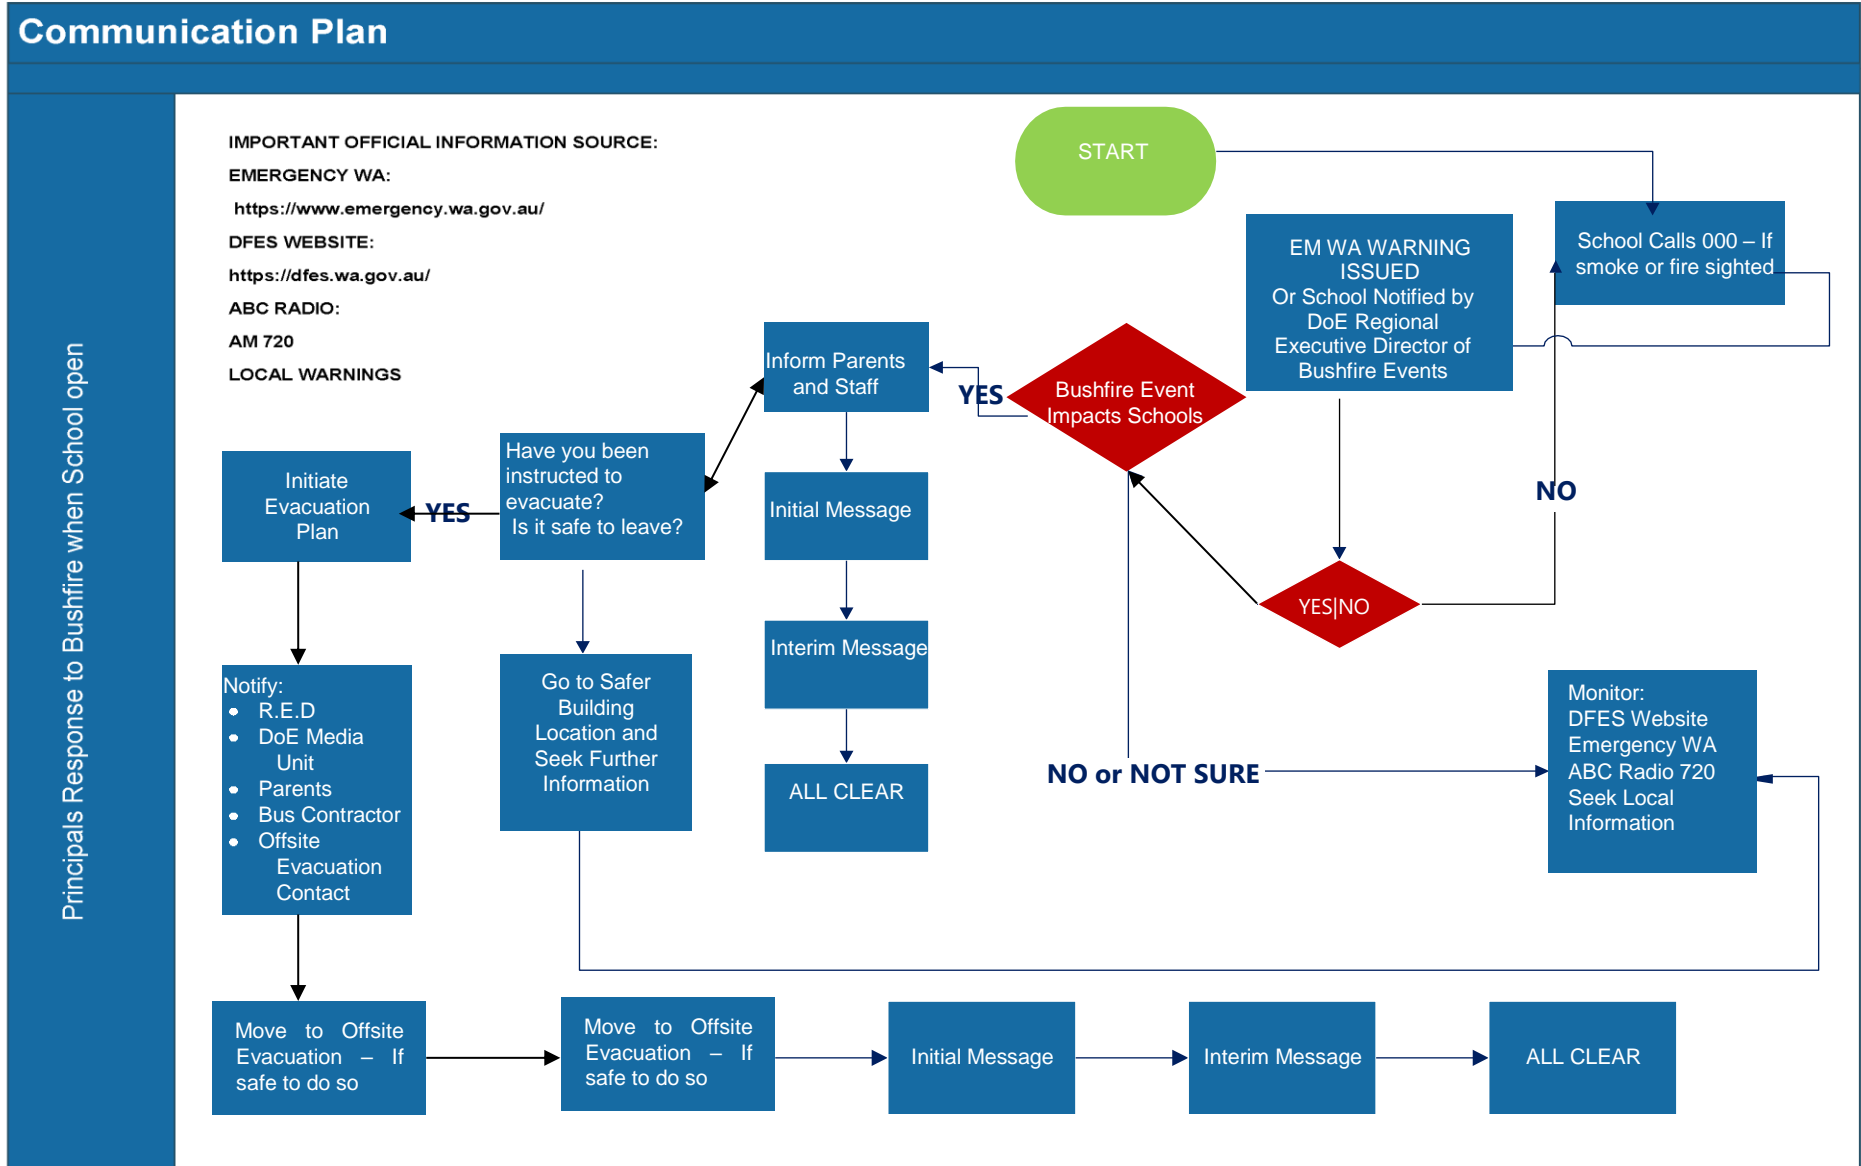 Communication Plan
Principals Response to Bushfire when School open
IMPORTANT OFFICIAL INFORMATION SOURCE:
EMERGENCY WA:
https://www.emergency.wa.gov.au/
DFES WEBSITE:
https://dfes.wa.gov.au/
ABC RADIO:
AM 720
LOCAL WARNINGS
START
School Calls 000 – If
smoke or fire sighted
EM WA WARNING
ISSUED
Or School Notified by
DoE Regional
Executive Director of
Bushfire Events
YES|NO
NO
Bushfire Event
Impacts Schools
YES
NO or NOT SURE
Monitor:
DFES Website
Emergency WA
ABC Radio 720
Seek Local
Information
Inform Parents
and Staff
Initial Message
Interim Message
ALL CLEAR
Have you been
instructed to
evacuate?
Is it safe to leave?
YES
Go to Safer
Building
Location and
Seek Further
Information
Initiate
Evacuation
Plan
Notify:
• R.E.D
• DoE Media
Unit
• Parents
• Bus Contractor
• Offsite
Evacuation
Contact
Move to Offsite
Evacuation – If
safe to do so
Move to Offsite
Evacuation – If
safe to do so
Initial Message
Interim Message
ALL CLEAR